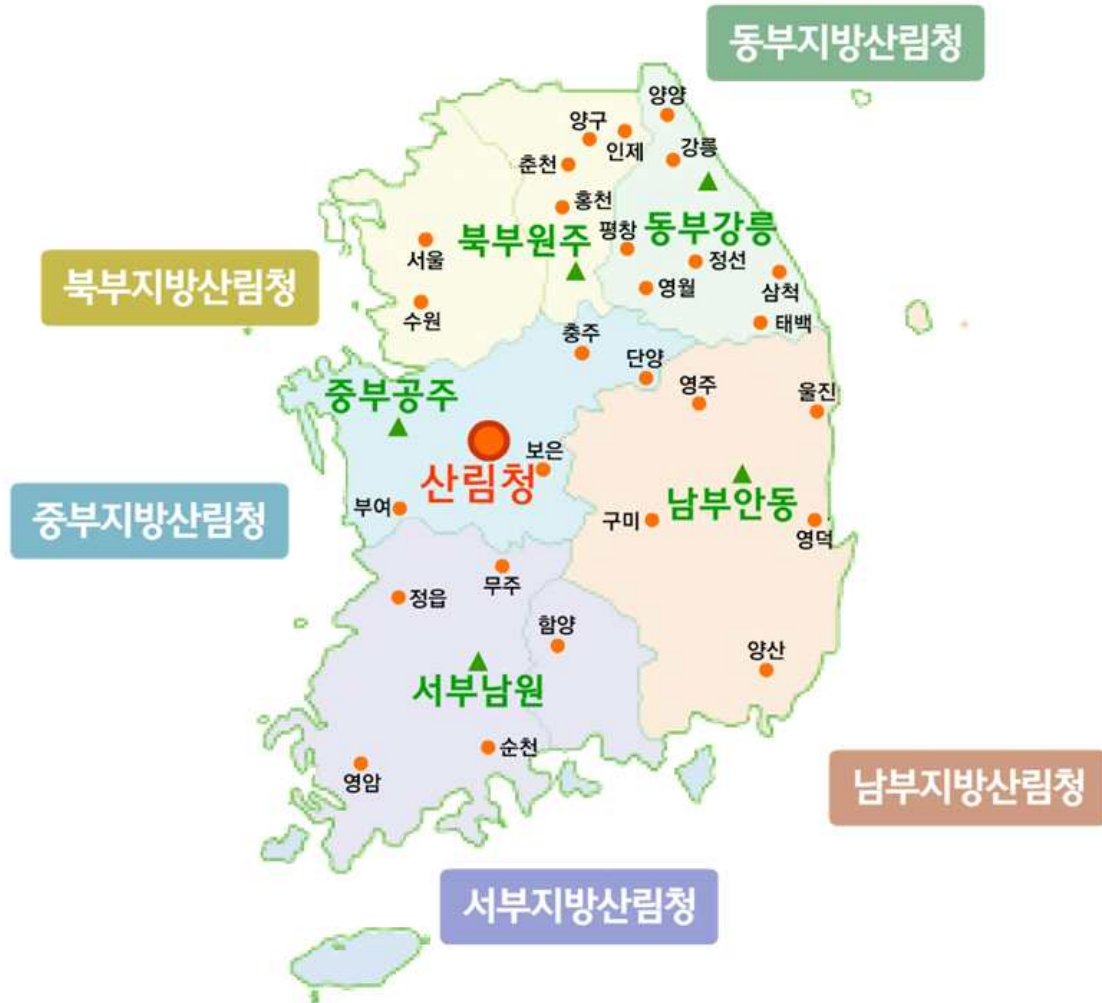 동부지방산림청
양양
양구
인제
강릉
춘천
홍천
평창
동부강릉
북부원주
서울
정선
북부지방산림청
영월
삼척
수원
태백
충주
단양
영주
울진
중부공주
보은
산림청
남부안동
부여
구미
중부지방산림청
영덕
무주
정읍
함양
양산
서부남원
순천
영암
남부지방산림청
서부지방산림청